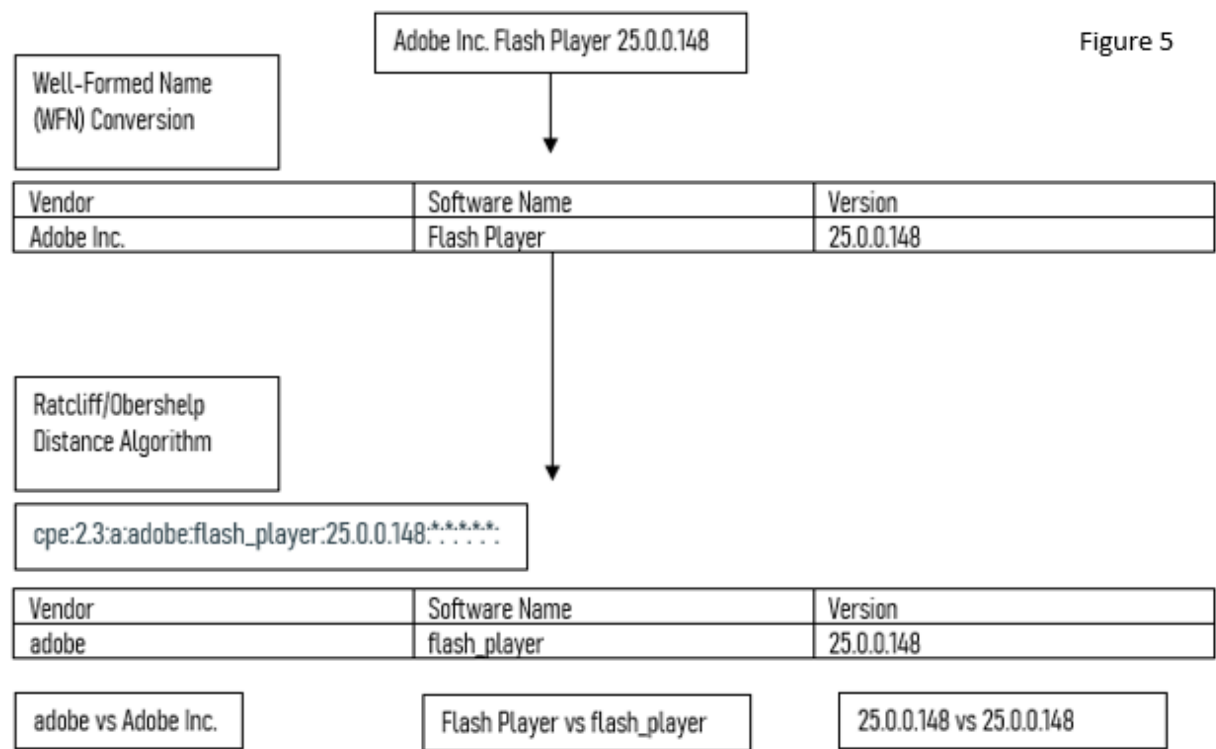 Adobe Inc. Flash Player 25.0.0.148
Figure 5
Well-Formed Name
(WFN) Conversion
Vendor Software Name Version
Adobe Inc. Flash Player 25.0.0.148
Ratcliff/Obershelp
Distance Algorithm
cpe:2.3:a:adobe:flash_player:25.0.0.148:*:*:*:*:*:
Vendor Software Name Version
adobe flash_player 25.0.0.148
adobe vs Adobe Inc. Flash Player vs flash_player 25.0.0.148 vs 25.0.0.148